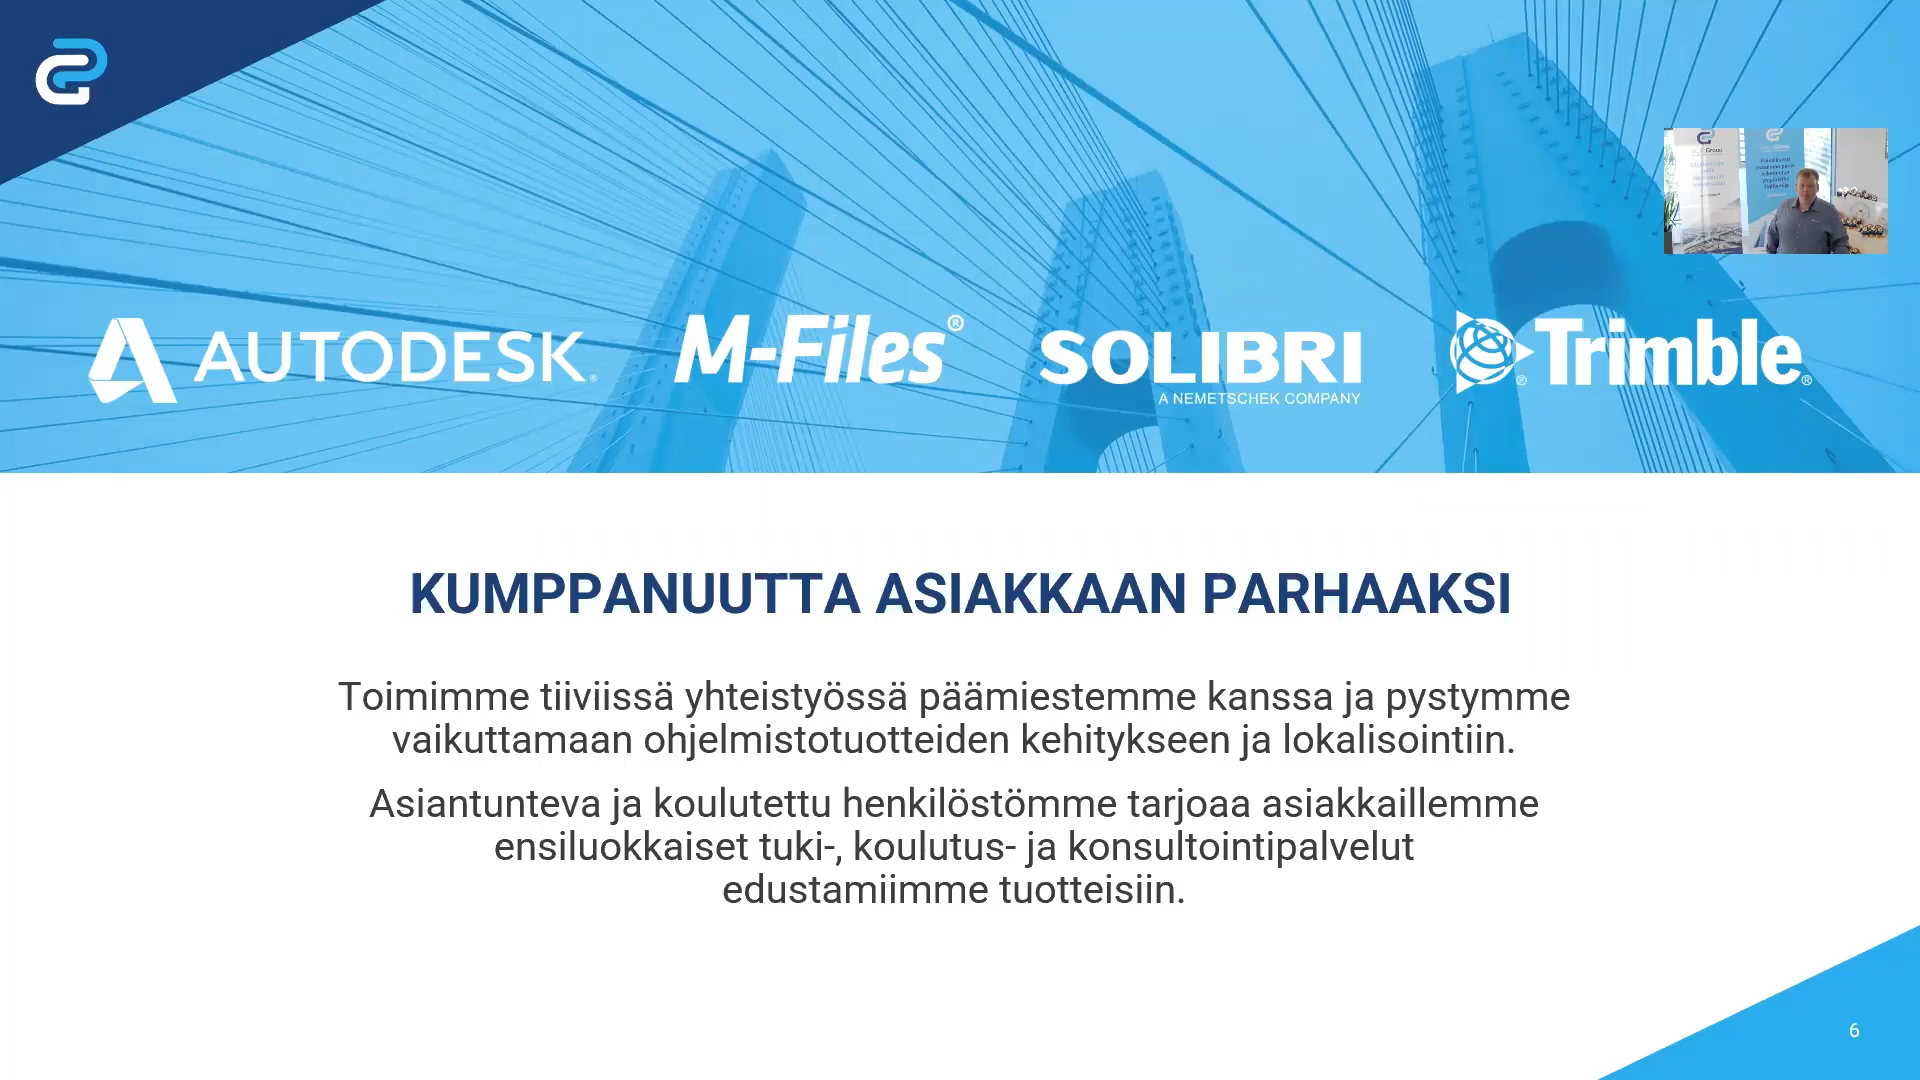 AUTODESK®
M-Files®
SOLIBRI
A NEMETSCHEK COMPANY
Trimble®
KUMPPANUUTTA ASIAKKAAN PARHAAKSI
Toimimme tiiviissä yhteistyössä päämiestemme kanssa ja pystymme
vaikuttamaan ohjelmistotuotteiden kehitykseen ja lokalisointiin.
Asiantunteva ja koulutettu henkilöstömme tarjoaa asiakkaillemme
ensiluokkaiset tuki-, koulutus- ja konsultointipalvelut
edustamiimme tuotteisiin.
6